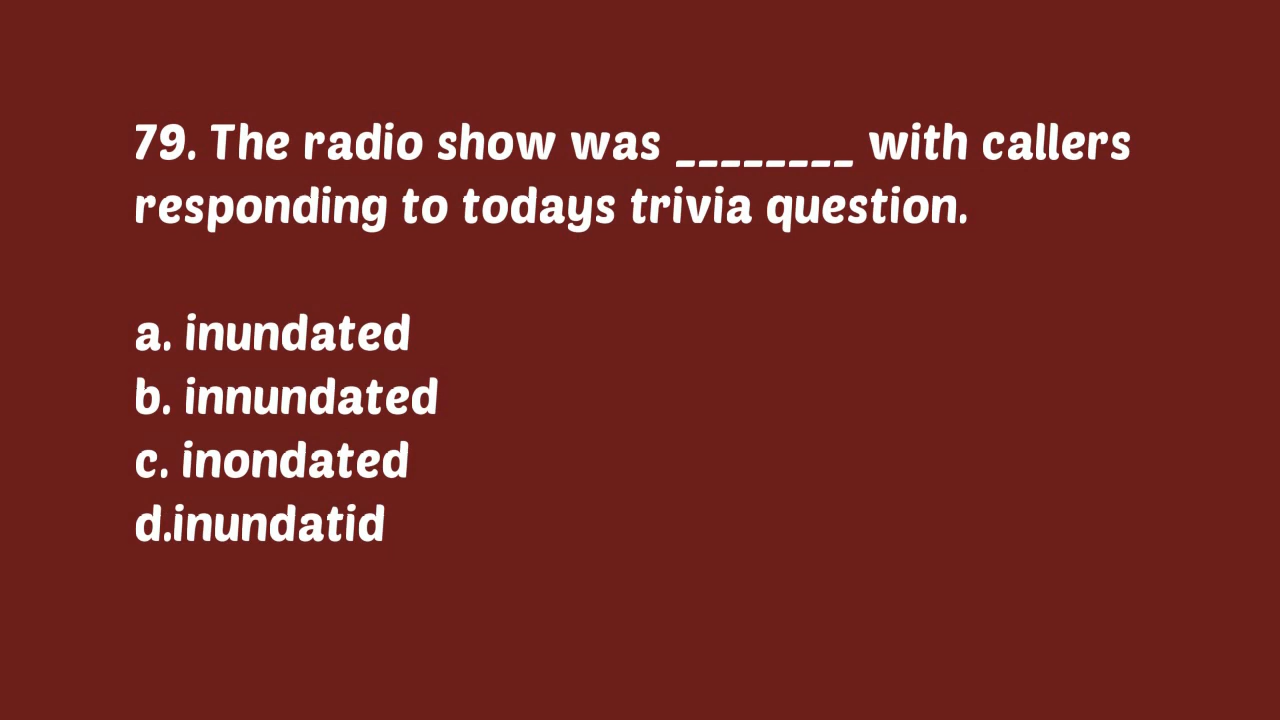 79. The radio show was ________ with callers
responding to todays trivia question.
a. inundated
b. innundated
c. inondated
d.inundatid